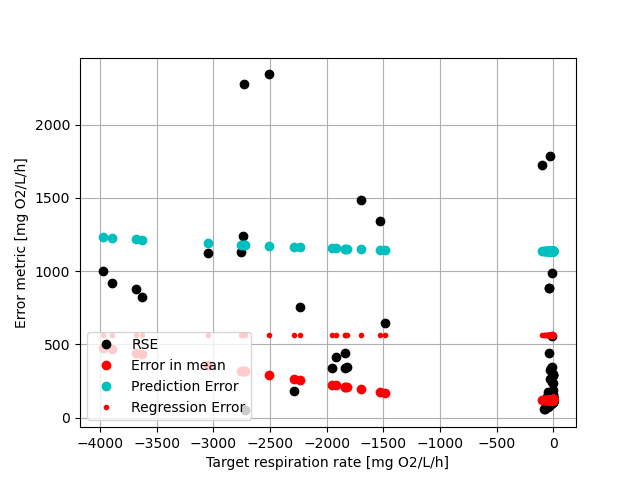 2000
1500
1000
500
0
Error metric [mg O2/L/h]
RSE
Error in mean
Prediction Error
Regression Error
−4000 −3500 −3000 −2500 −2000 −1500 −1000 −500 0
Target respiration rate [mg O2/L/h]